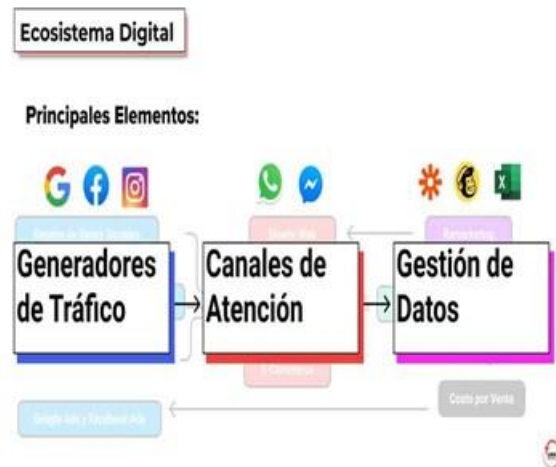 Ecosistema Digital
Principales Elementos:
Generadores
de Tráfico
Canales de
Atención
Gestión de
Datos
Costo por Venta
Google Ads y Facebook Ads